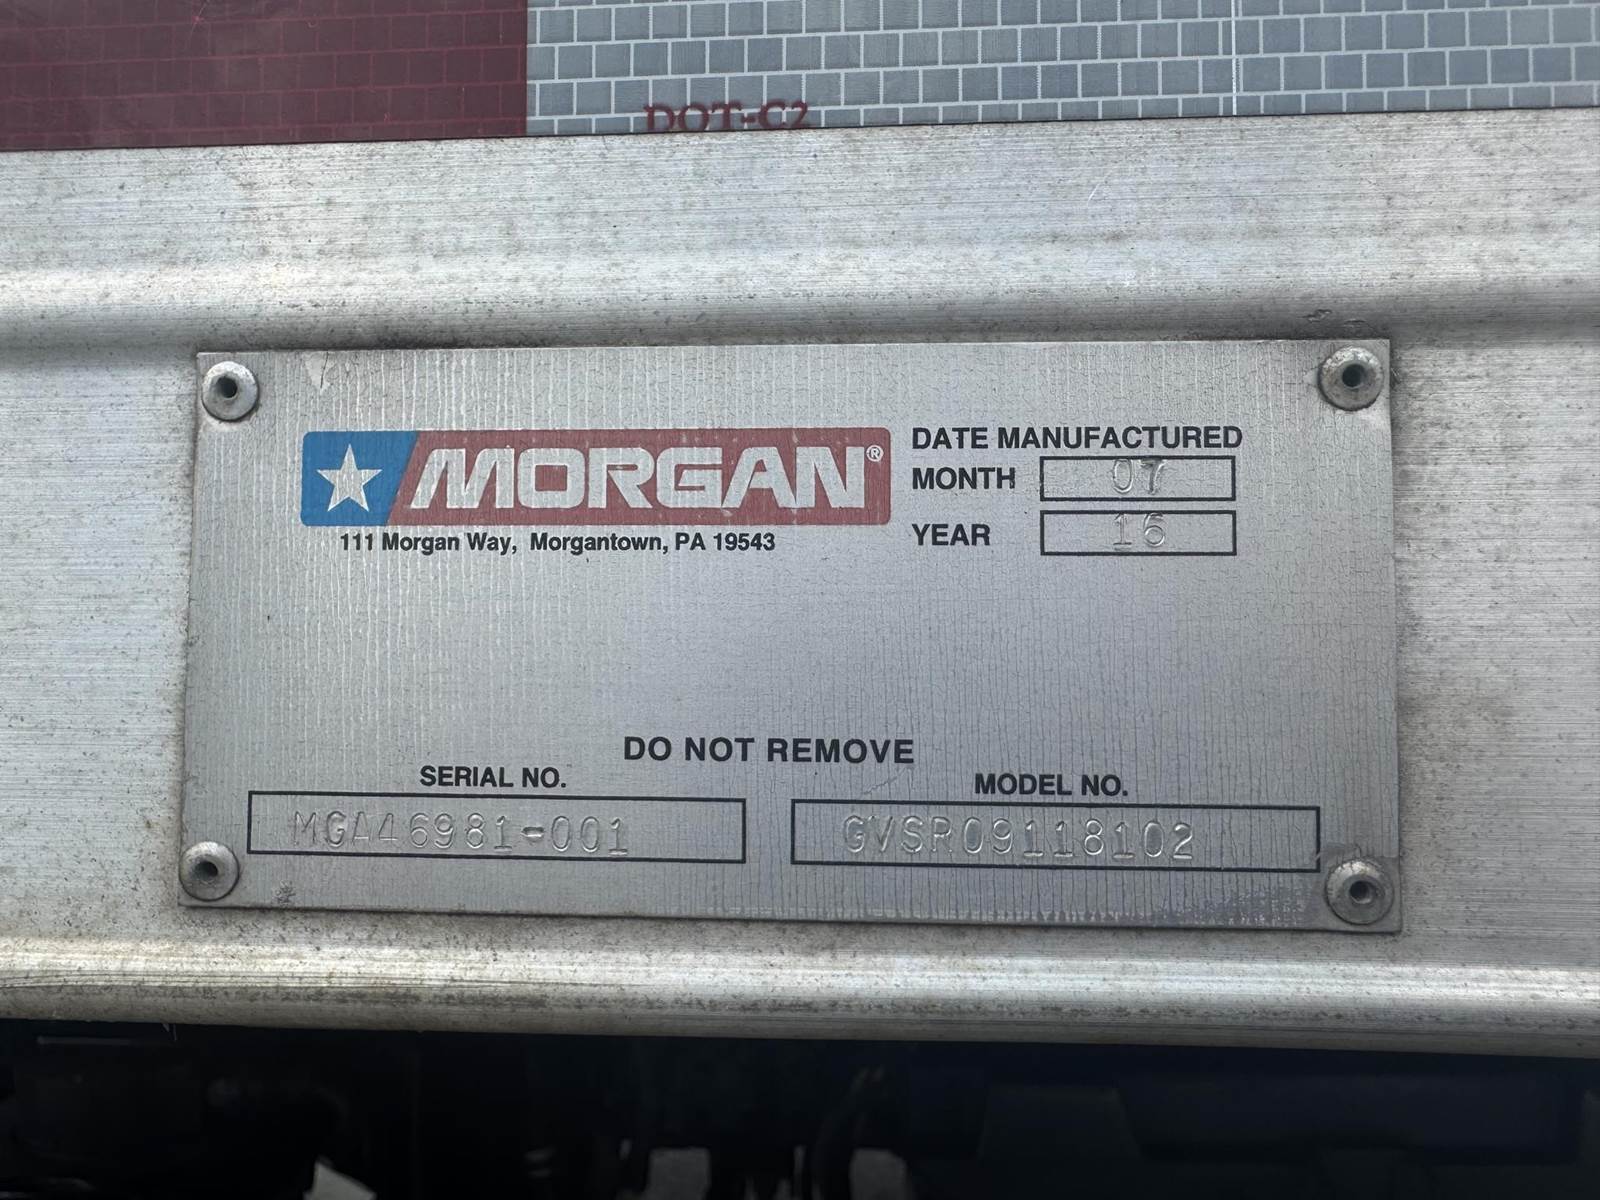 DOT-C2
MORGAN®
111 Morgan Way, Morgantown, PA 19543
DATE MANUFACTURED
MONTH 07
YEAR 16
DO NOT REMOVE
SERIAL NO.
MGA46981-001
MODEL NO.
GVSR09118102